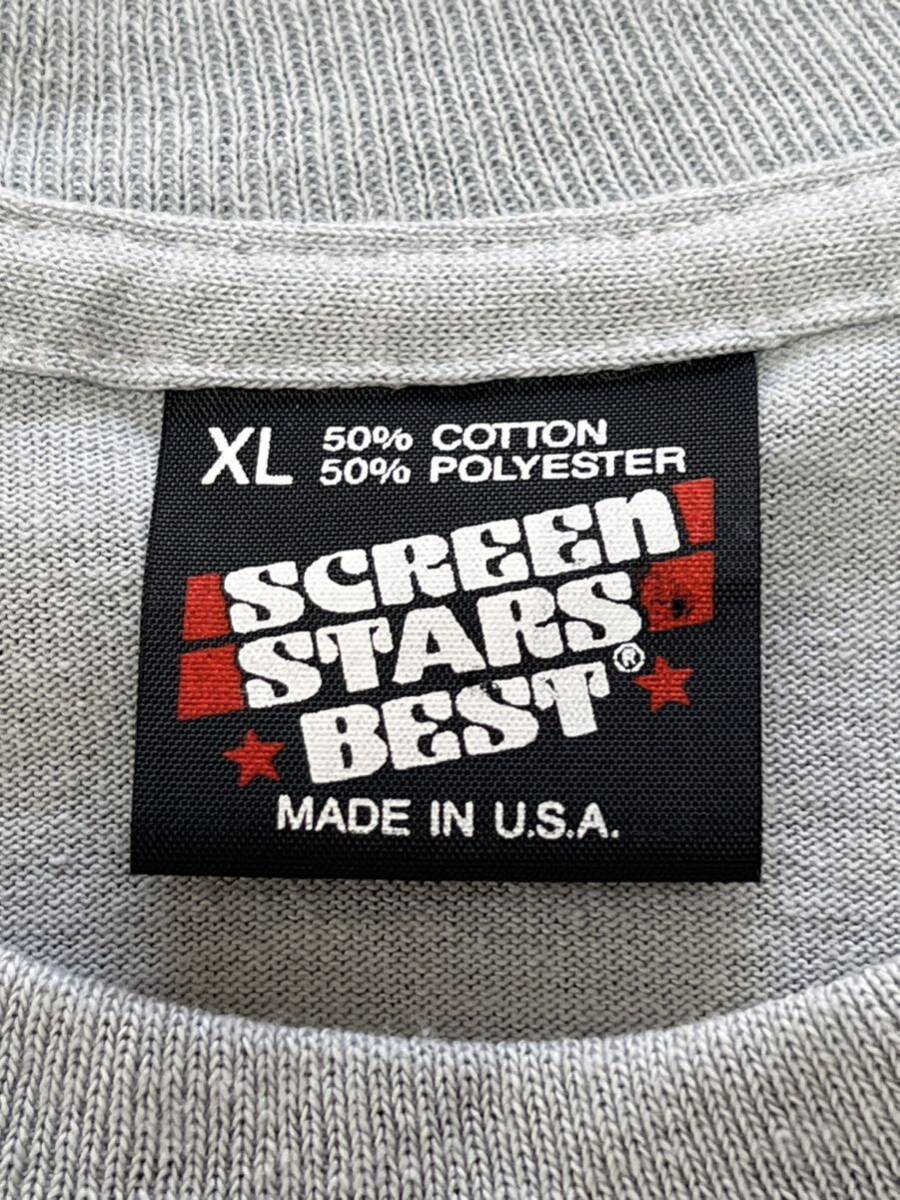 XL 50% COTTON
50% POLYESTER
SCREEn
STARS
BEST®
MADE IN U.S.A.